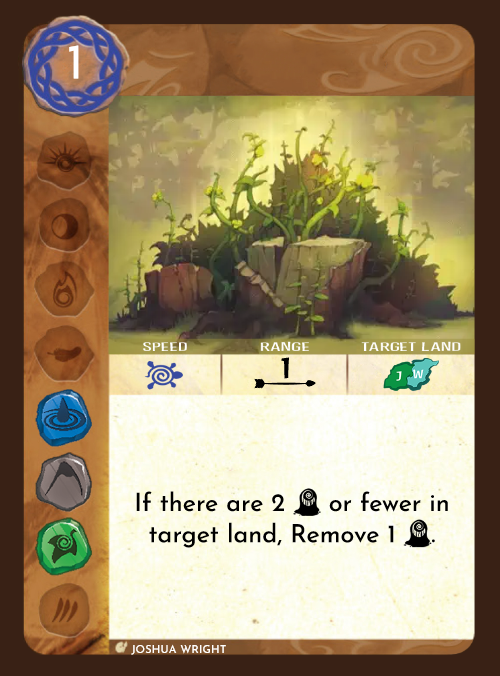 1
SPEED RANGE TARGET LAND
1 J W
If there are 2 or fewer in
target land, Remove 1 .
JOSHUA WRIGHT